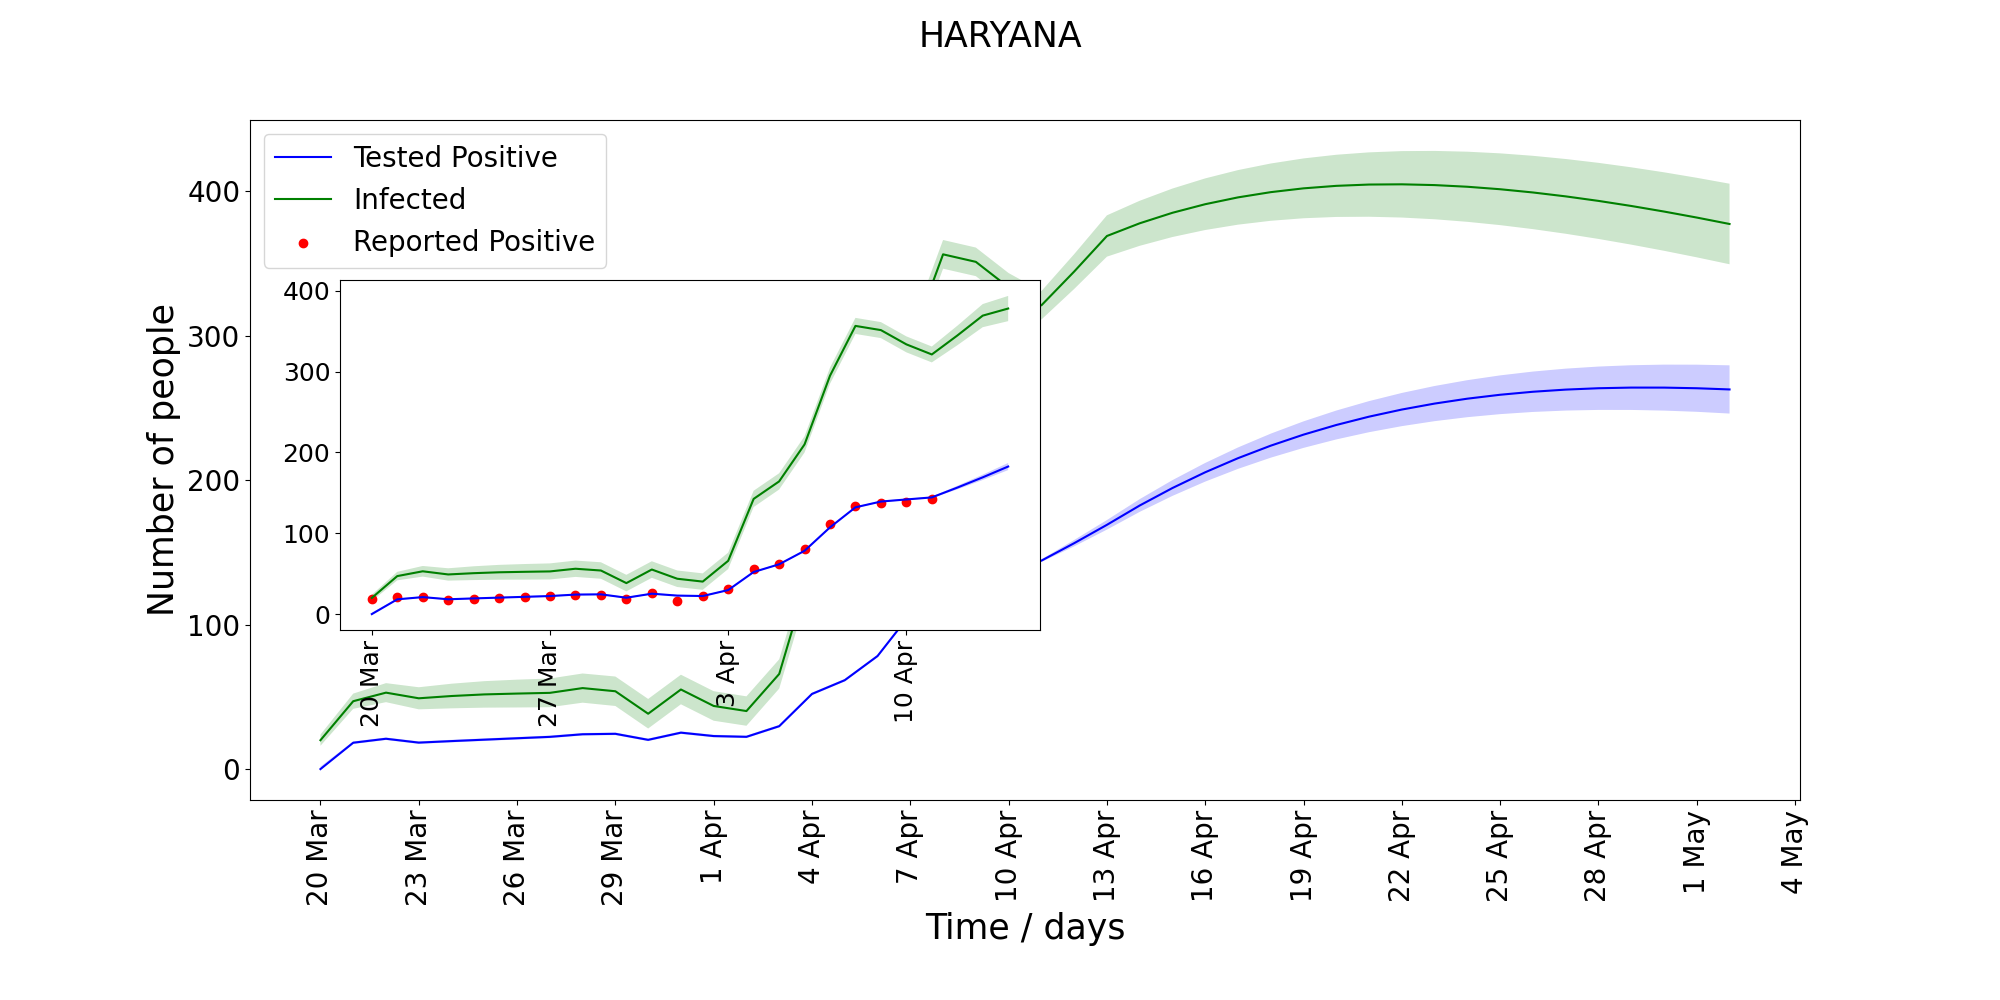 HARYANA
Tested Positive
Infected
Reported Positive
Number of people
400
300
200
100
0
400
300
200
100
0
20 Mar
27 Mar
3 Apr
10 Apr
20 Mar
23 Mar
26 Mar
29 Mar
1 Apr
4 Apr
7 Apr
10 Apr
13 Apr
16 Apr
19 Apr
22 Apr
25 Apr
28 Apr
1 May
4 May
Time / days